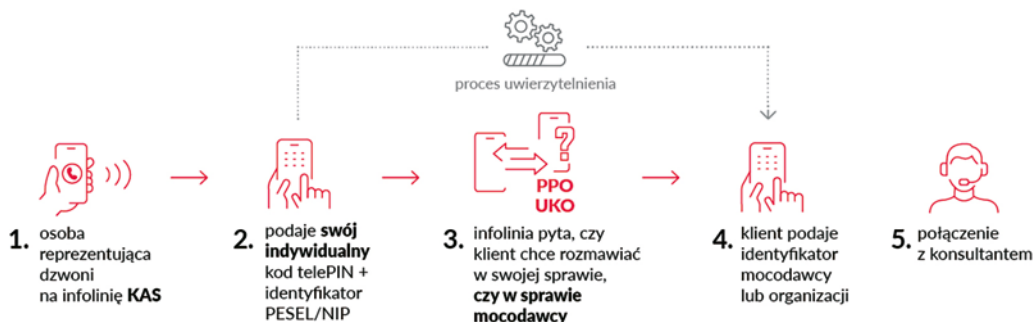 proces uwierzytelnienia
1. osoba
reprezentująca
dzwoni
na infolinię KAS
2. podaje swój
indywidualny
kod telePIN +
identyfikator
PESEL/NIP
?
PPO
UKO
3. infolinia pyta, czy
klient chce rozmawiać
w swojej sprawie,
czy w sprawie
mocodawcy
4. klient podaje
identyfikator
mocodawcy
lub organizacji
5. połączenie
z konsultantem